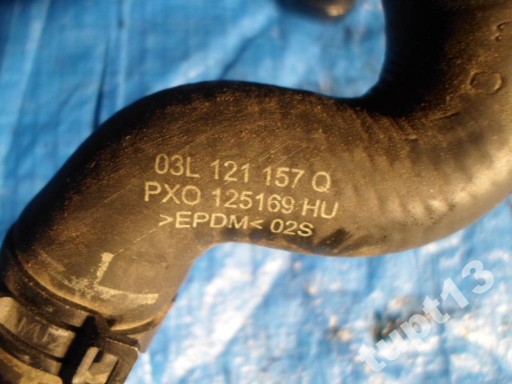 03L 121 157 Q
PXO 125169 HU
>EPDM< 02S
L
tupt13